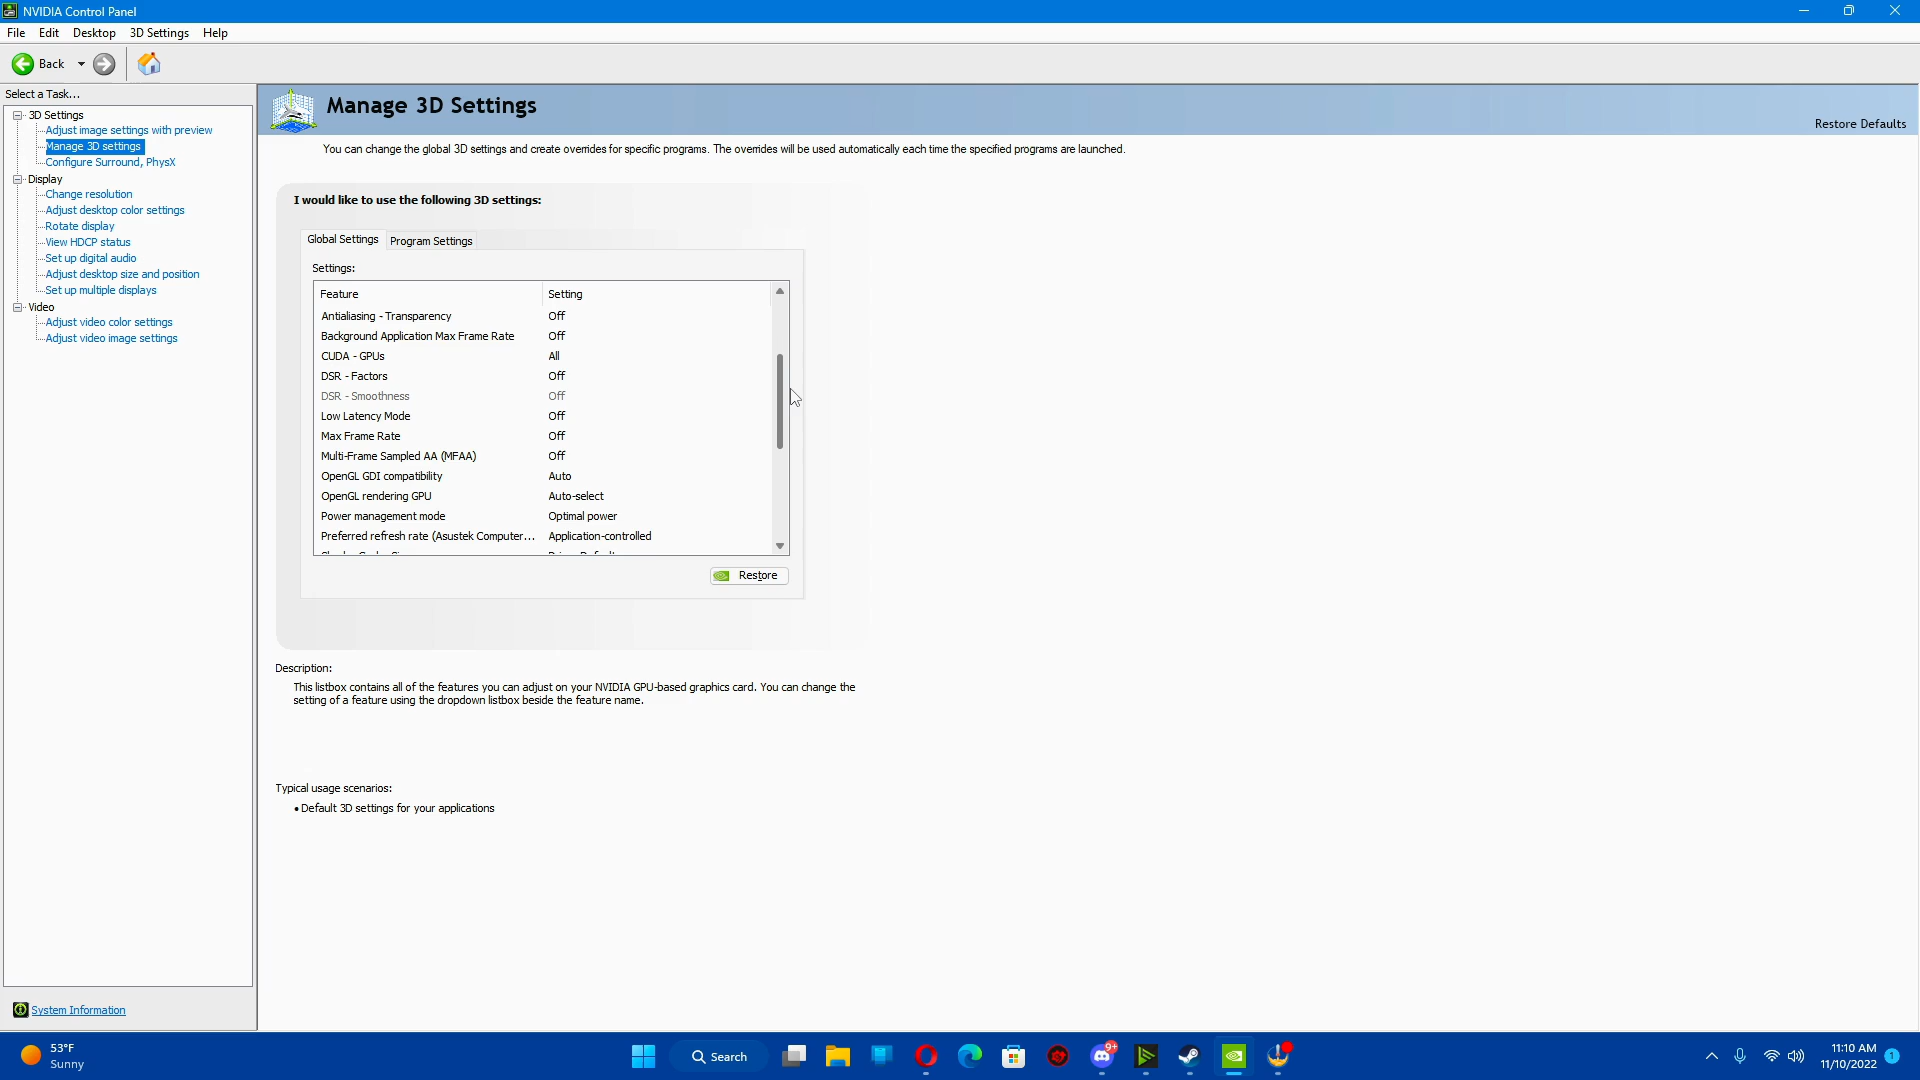 NVIDIA Control Panel
File Edit Desktop 3D Settings Help
Back
Select a Task...
3D Settings
Adjust image settings with preview
Manage 3D settings
Configure Surround, PhysX
Display
Change resolution
Adjust desktop color settings
Rotate display
View HDCP status
Set up digital audio
Adjust desktop size and position
Set up multiple displays
Video
Adjust video color settings
Adjust video image settings
System Information
Manage 3D Settings
Restore Defaults
You can change the global 3D settings and create overrides for specific programs. The overrides will be used automatically each time the specified programs are launched.
I would like to use the following 3D settings:
Global Settings Program Settings
Settings:
Feature Setting
Antialiasing - Transparency Off
Background Application Max Frame Rate Off
CUDA - GPUs All
DSR - Factors Off
DSR - Smoothness Off
Low Latency Mode Off
Max Frame Rate Off
Multi-Frame Sampled AA (MFAA) Off
OpenGL GDI compatibility Auto
OpenGL rendering GPU Auto-select
Power management mode Optimal power
Preferred refresh rate (Asustek Computer... Application-controlled
Restore
Description:
This listbox contains all of the features you can adjust on your NVIDIA GPU-based graphics card. You can change the
setting of a feature using the dropdown listbox beside the feature name.
Typical usage scenarios:
• Default 3D settings for your applications
53°F
Sunny
Search
9+
11:10 AM
11/10/2022
1